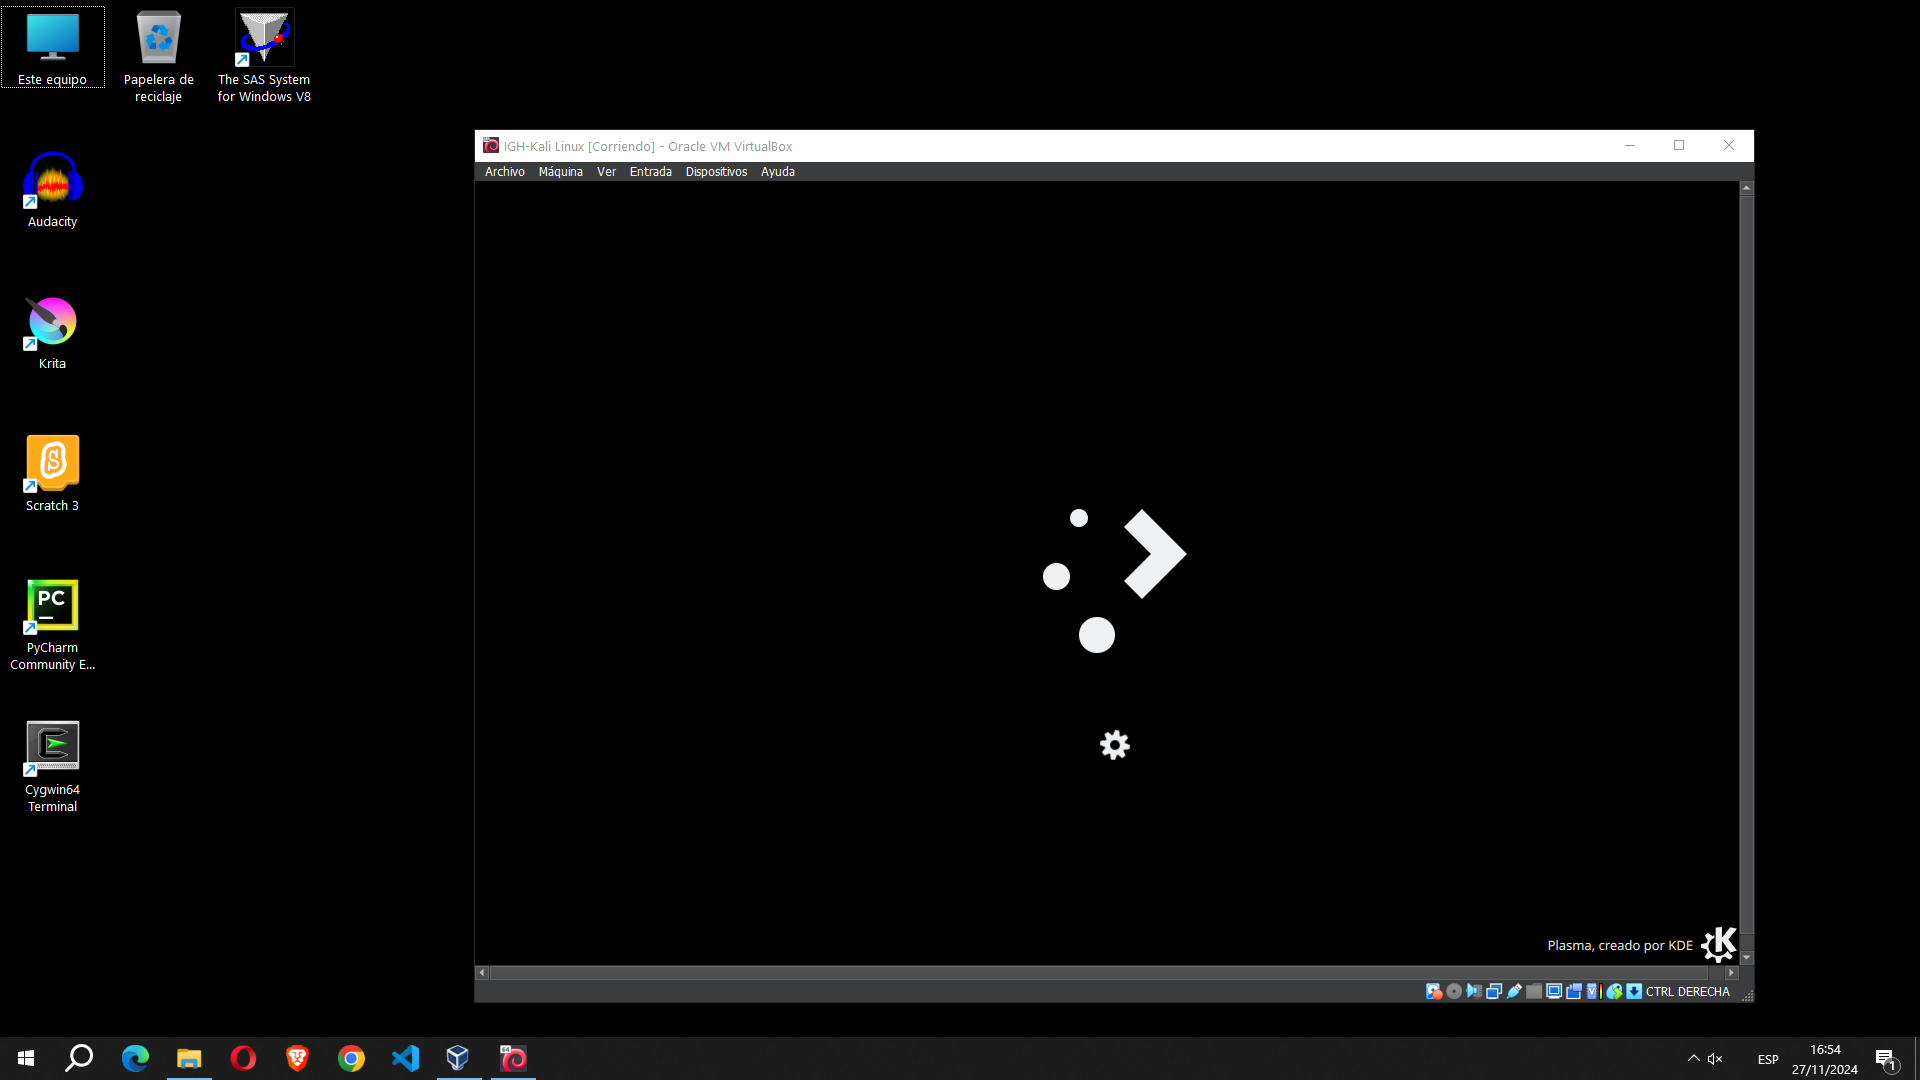 Este equipo
Papelera de
reciclaje
The SAS System
for Windows V8
Audacity
Krita
Scratch 3
PC
PyCharm
Community E...
Cygwin64
Terminal
IGH-Kali Linux [Corriendo] - Oracle VM VirtualBox
Archivo Máquina Ver Entrada Dispositivos Ayuda
Plasma, creado por KDE
CTRL DERECHA
ESP
16:54
27/11/2024
1